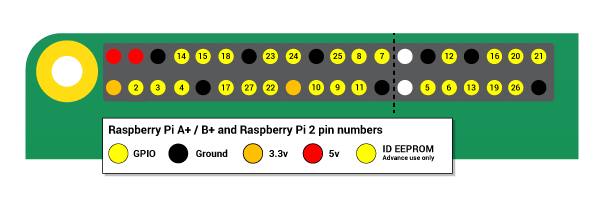 14 15 18 23 24 25 8 7 12 16 20 21
2 3 4 17 27 22 10 9 11 5 6 13 19 26
Raspberry Pi A+ / B+ and Raspberry Pi 2 pin numbers
GPIO Ground 3.3v 5v ID EEPROM
Advance use only